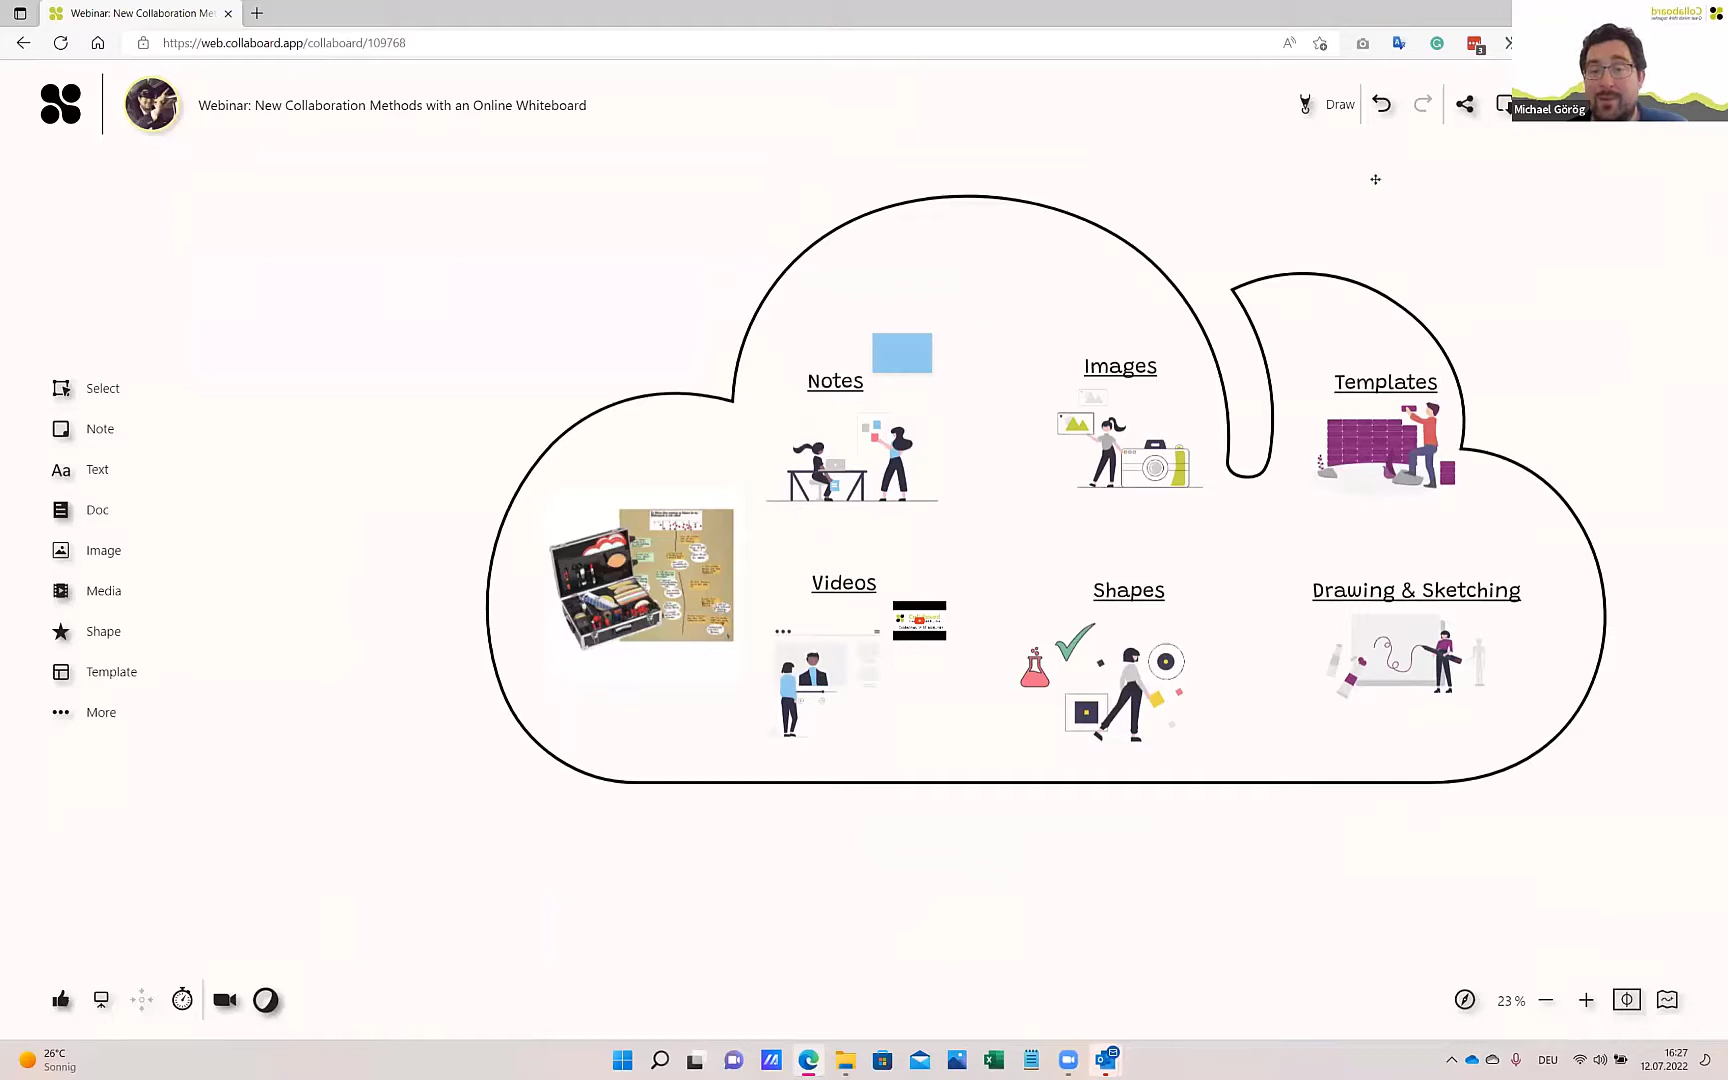 Webinar: New Collaboration Met
https://web.collaboard.app/collaboard/109768
3
Michael Görög
Webinar: New Collaboration Methods with an Online Whiteboard
Draw
Select
Note
Text
Aa
Doc
Image
Media
Shape
Template
More
Notes
Images
Templates
Videos
Shapes
Drawing & Sketching
23 %
26°C
Sonnig
DEU
16:27
12.07.2022